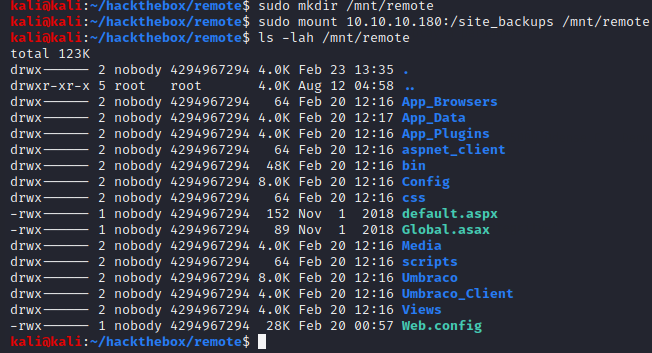 kali@kali:~/hackthebox/remote$ sudo mkdir /mnt/remote
kali@kali:~/hackthebox/remote$ sudo mount 10.10.10.180:/site_backups /mnt/remote
kali@kali:~/hackthebox/remote$ ls -lah /mnt/remote
total 123K
drwx------ 2 nobody 4294967294 4.0K Feb 23 13:35 .
drwxr-xr-x 5 root   root       4.0K Aug 12 04:58 ..
drwx------ 2 nobody 4294967294   64 Feb 20 12:16 App_Browsers
drwx------ 2 nobody 4294967294 4.0K Feb 20 12:17 App_Data
drwx------ 2 nobody 4294967294 4.0K Feb 20 12:16 App_Plugins
drwx------ 2 nobody 4294967294   64 Feb 20 12:16 aspnet_client
drwx------ 2 nobody 4294967294  48K Feb 20 12:16 bin
drwx------ 2 nobody 4294967294 8.0K Feb 20 12:16 Config
drwx------ 2 nobody 4294967294   64 Feb 20 12:16 css
-rwx------ 1 nobody 4294967294  152 Nov  1  2018 default.aspx
-rwx------ 1 nobody 4294967294   89 Nov  1  2018 Global.asax
drwx------ 2 nobody 4294967294 4.0K Feb 20 12:16 Media
drwx------ 2 nobody 4294967294   64 Feb 20 12:16 scripts
drwx------ 2 nobody 4294967294 8.0K Feb 20 12:16 Umbraco
drwx------ 2 nobody 4294967294 4.0K Feb 20 12:16 Umbraco_Client
drwx------ 2 nobody 4294967294 4.0K Feb 20 12:16 Views
-rwx------ 1 nobody 4294967294  28K Feb 20 00:57 Web.config
kali@kali:~/hackthebox/remote$